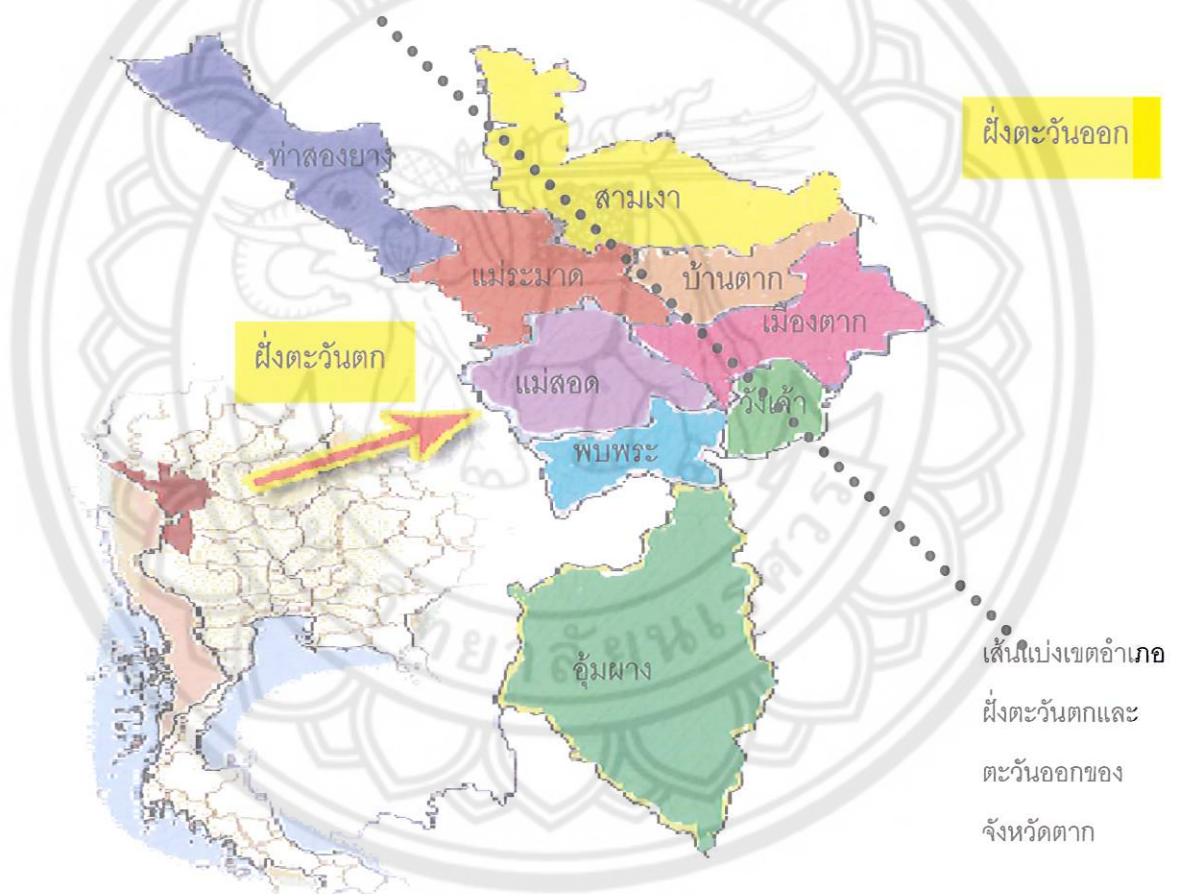 ฝั่งตะวันออก
ท่าสองยาง
สามเงา
แม่ระมาด
บ้านตาก
เมืองตาก
ฝั่งตะวันตก
แม่สอด
วังเจ้า
พบพระ
อุ้มผาง
เส้นแบ่งเขตอำเภอ
ฝั่งตะวันตกและ
ตะวันออกของ
จังหวัดตาก